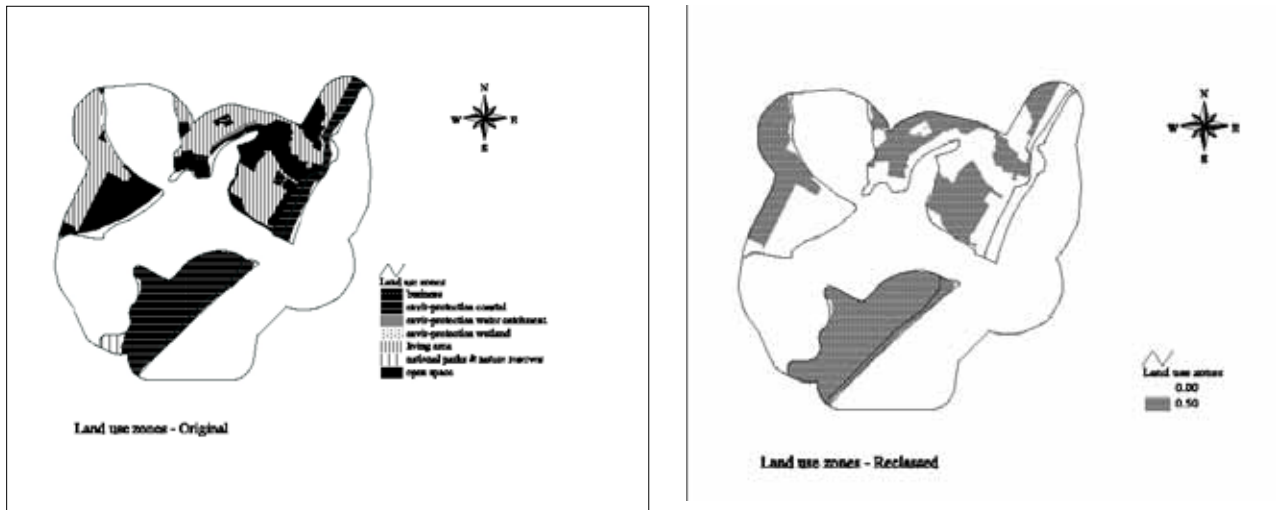 N
W E
S
Land use zones
business
envir-protection coastal
envir-protection water catchment
envir-protection wetland
living area
national parks & nature reserves
open space
Land use zones - Original
N
W E
S
Land use zones
0.00
0.50
Land use zones - Reclassed